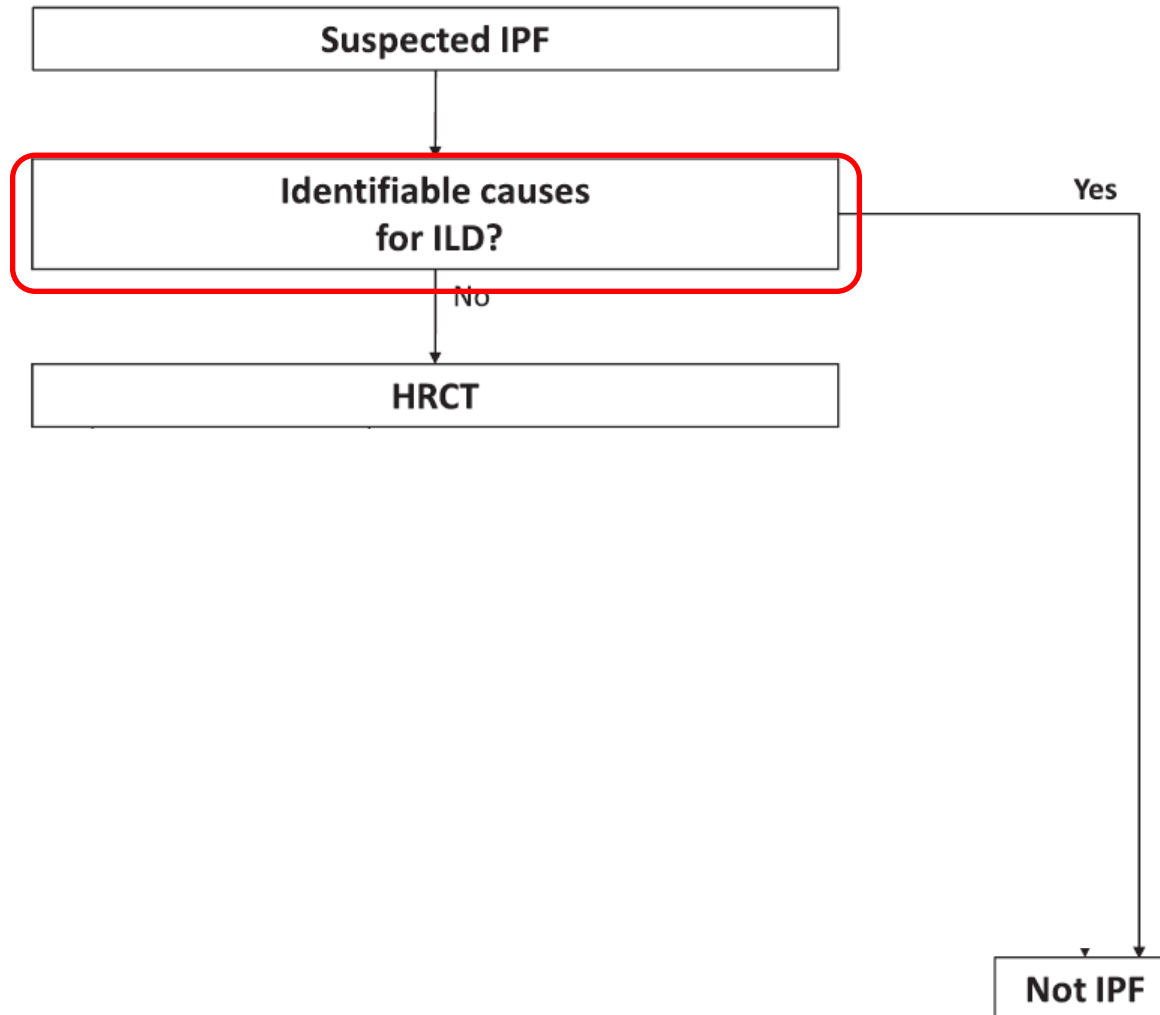 Suspected IPF
Identifiable causes
for ILD?
Yes
No
HRCT
Not IPF